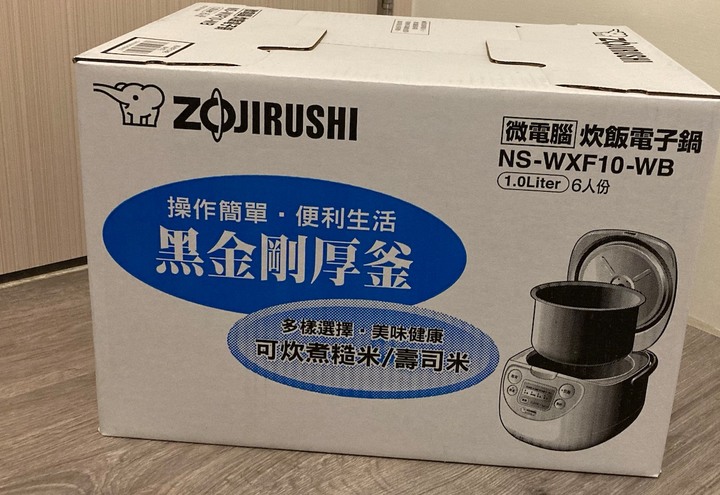 ZOJIRUSHI
微電腦 炊飯電子鍋
NS-WXF10-WB
1.0Liter 6人份
操作簡單・便利生活
黑金剛厚釜
多樣選擇・美味健康
可炊煮糙米/壽司米
ZOJIRUSHI